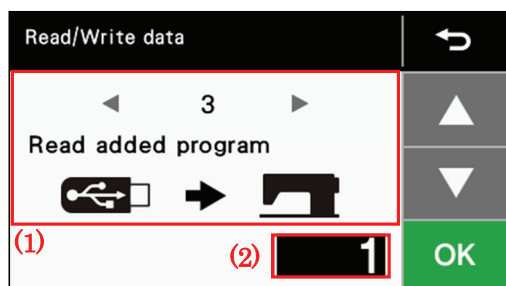 Read/Write data
3
Read added program
(1)
(2)
1
OK